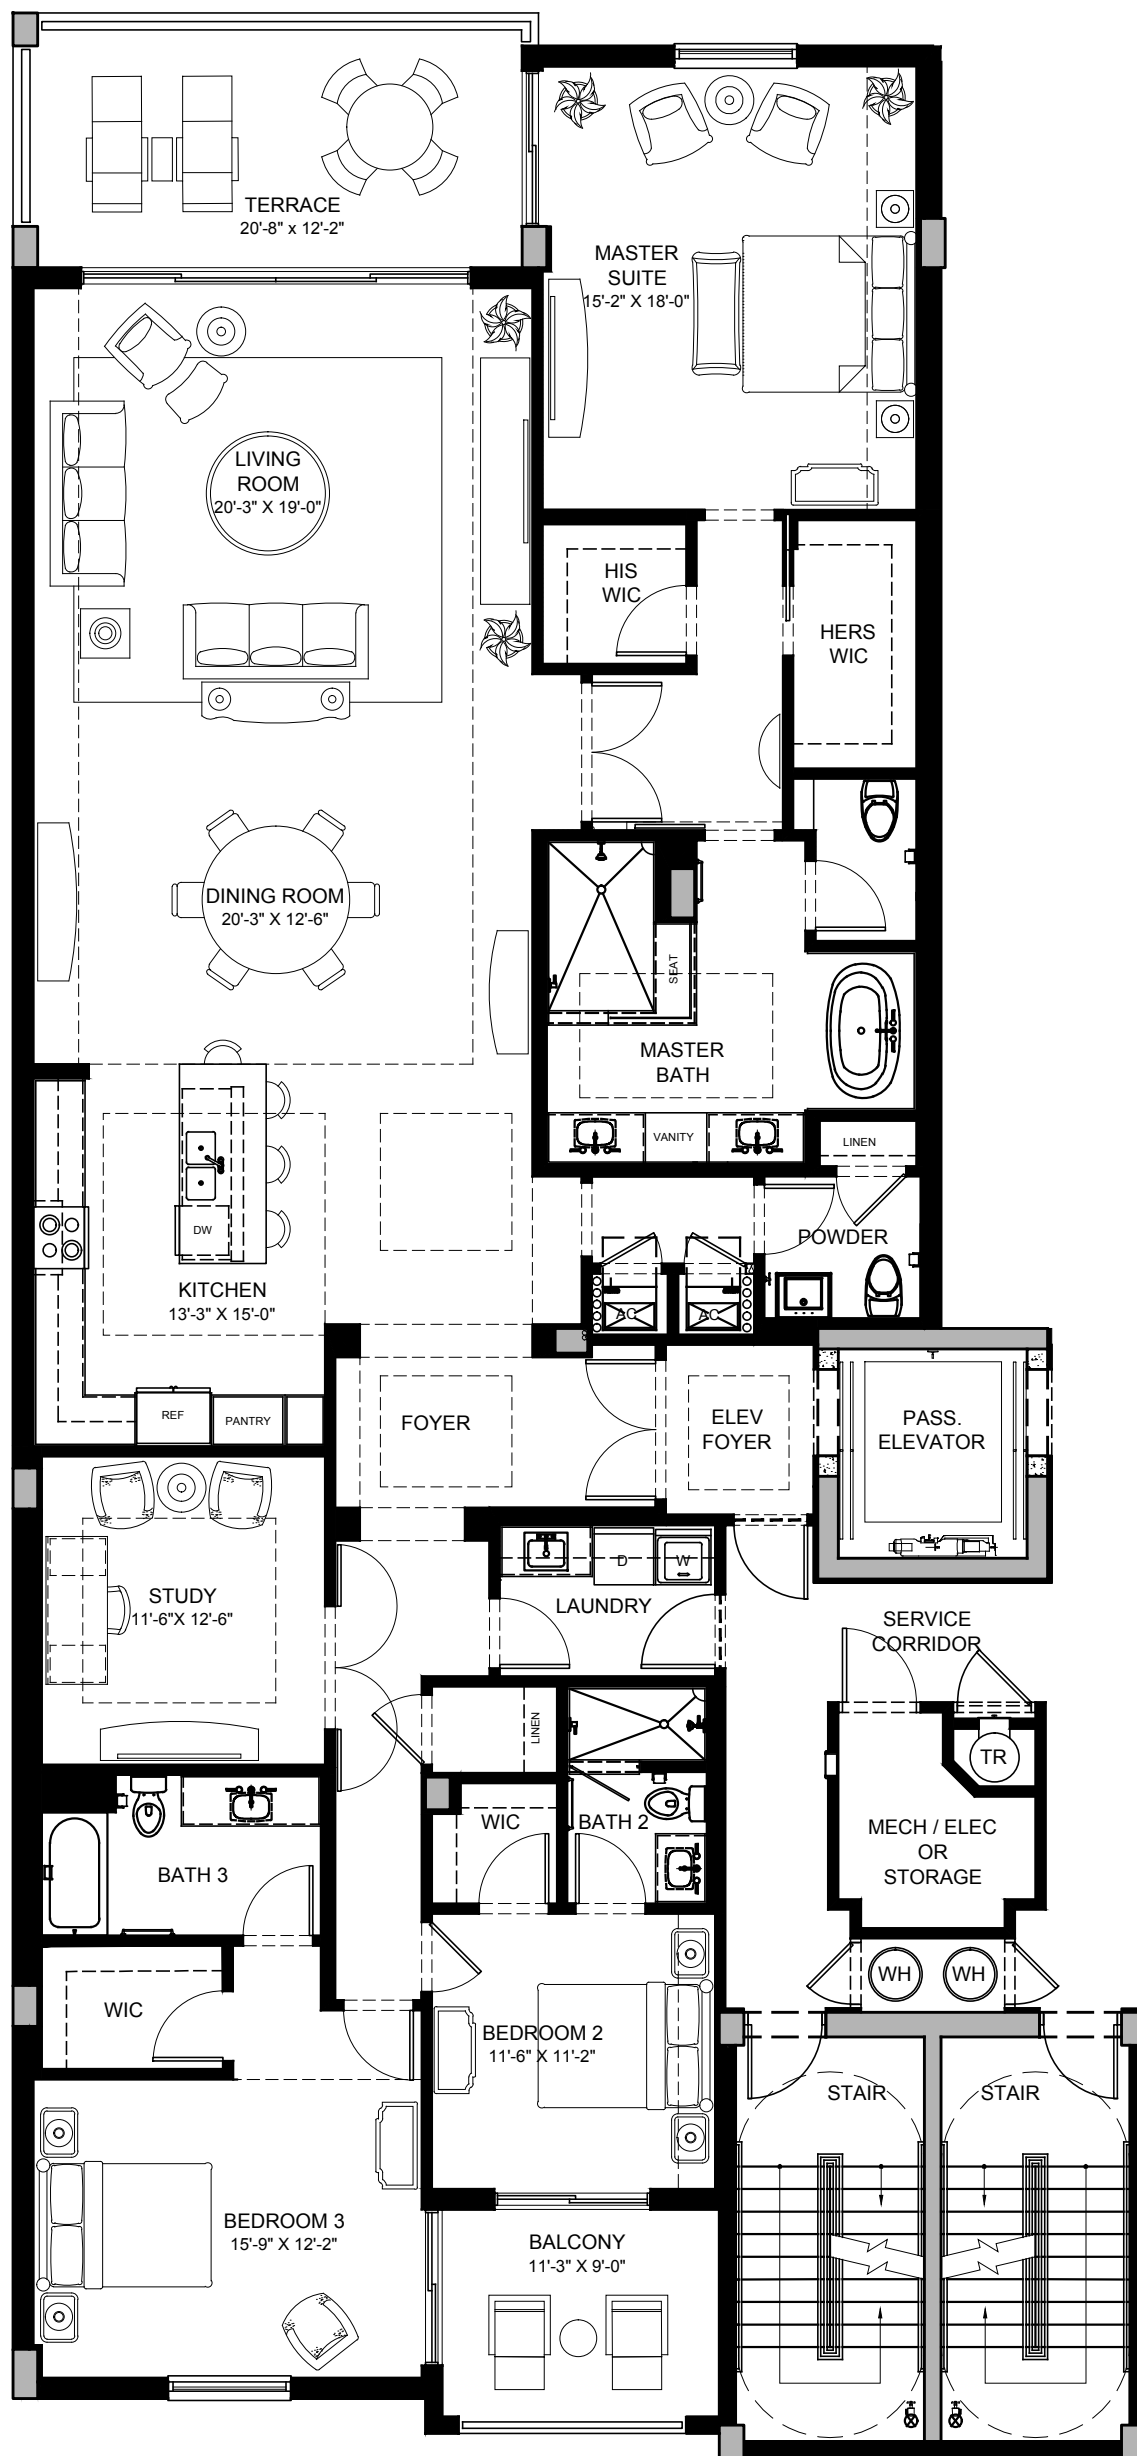 TERRACE
20'-8" x 12'-2"
MASTER
SUITE
15'-2" X 18'-0"
LIVING
ROOM
20'-3" X 19'-0"
HIS
WIC
HERS
WIC
DINING ROOM
20'-3" X 12'-6"
SEAT
MASTER
BATH
VANITY
LINEN
DW
POWDER
KITCHEN
13'-3" X 15'-0"
AC
AC
REF
PANTRY
FOYER
ELEV
FOYER
PASS.
ELEVATOR
D
W
STUDY
11'-6"X 12'-6"
LAUNDRY
SERVICE
CORRIDOR
LINEN
TR
WIC
BATH 2
MECH / ELEC
OR
STORAGE
BATH 3
WH
WH
WIC
BEDROOM 2
11'-6" X 11'-2"
STAIR
STAIR
BEDROOM 3
15'-9" X 12'-2"
BALCONY
11'-3" X 9'-0"